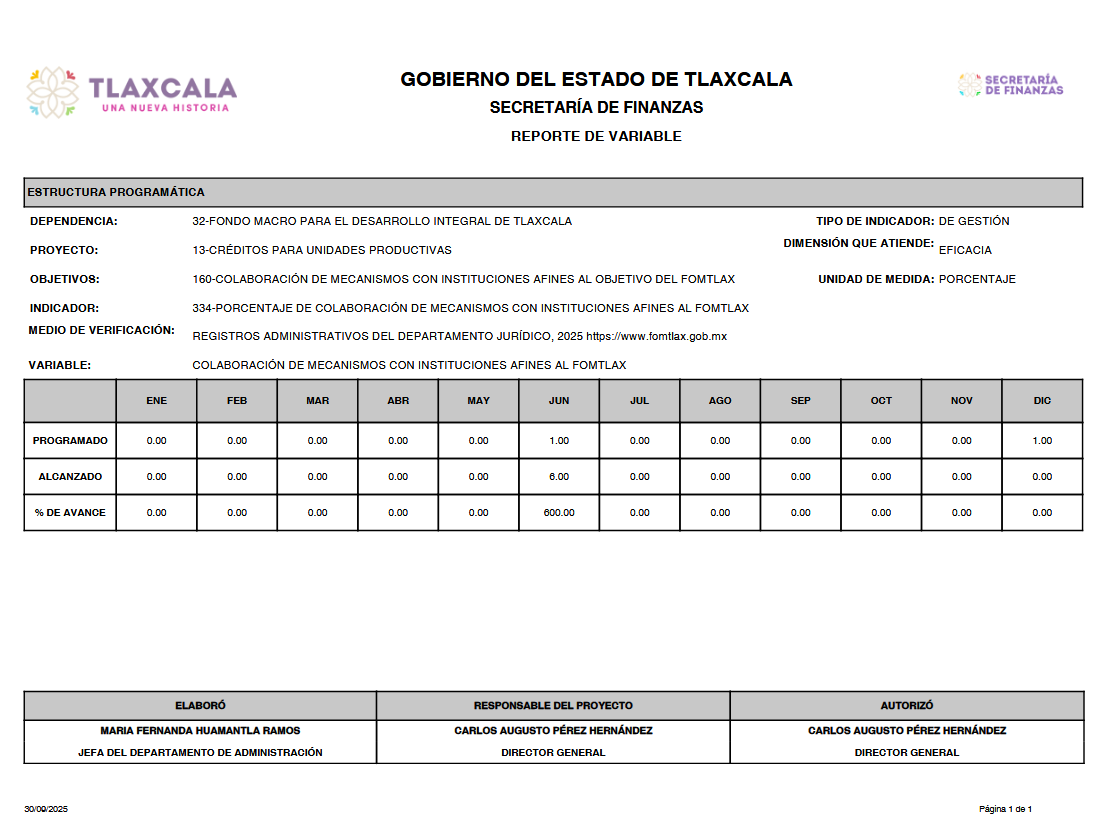 TLAXCALA
UNA NUEVA HISTORIA
GOBIERNO DEL ESTADO DE TLAXCALA
SECRETARÍA DE FINANZAS
REPORTE DE VARIABLE
SECRETARÍA
DE FINANZAS
ESTRUCTURA PROGRAMÁTICA
DEPENDENCIA: 32-FONDO MACRO PARA EL DESARROLLO INTEGRAL DE TLAXCALA TIPO DE INDICADOR: DE GESTIÓN
PROYECTO: 13-CRÉDITOS PARA UNIDADES PRODUCTIVAS DIMENSIÓN QUE ATIENDE: EFICACIA
OBJETIVOS: 160-COLABORACIÓN DE MECANISMOS CON INSTITUCIONES AFINES AL OBJETIVO DEL FOMTLAX UNIDAD DE MEDIDA: PORCENTAJE
INDICADOR: 334-PORCENTAJE DE COLABORACIÓN DE MECANISMOS CON INSTITUCIONES AFINES AL FOMTLAX
MEDIO DE VERIFICACIÓN: REGISTROS ADMINISTRATIVOS DEL DEPARTAMENTO JURÍDICO, 2025 https://www.fomtlax.gob.mx
VARIABLE: COLABORACIÓN DE MECANISMOS CON INSTITUCIONES AFINES AL FOMTLAX
ENE FEB MAR ABR MAY JUN JUL AGO SEP OCT NOV DIC
PROGRAMADO 0.00 0.00 0.00 0.00 0.00 1.00 0.00 0.00 0.00 0.00 0.00 1.00
ALCANZADO 0.00 0.00 0.00 0.00 0.00 6.00 0.00 0.00 0.00 0.00 0.00 0.00
% DE AVANCE 0.00 0.00 0.00 0.00 0.00 600.00 0.00 0.00 0.00 0.00 0.00 0.00
ELABORÓ RESPONSABLE DEL PROYECTO AUTORIZÓ
MARIA FERNANDA HUAMANTLA RAMOS CARLOS AUGUSTO PÉREZ HERNÁNDEZ CARLOS AUGUSTO PÉREZ HERNÁNDEZ
JEFA DEL DEPARTAMENTO DE ADMINISTRACIÓN DIRECTOR GENERAL DIRECTOR GENERAL
30/09/2025 Página 1 de 1